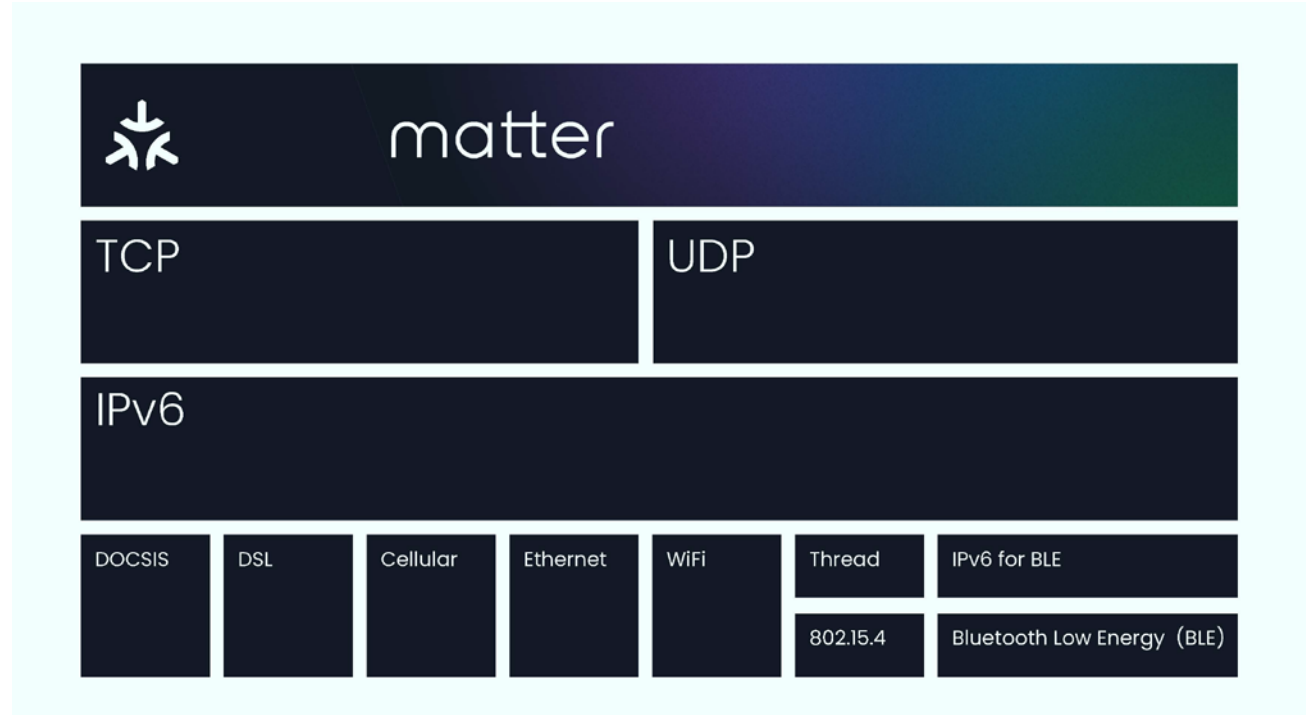 matter
TCP
UDP
IPv6
DOCSIS
DSL
Cellular
Ethernet
WiFi
Thread
IPv6 for BLE
802.15.4
Bluetooth Low Energy (BLE)